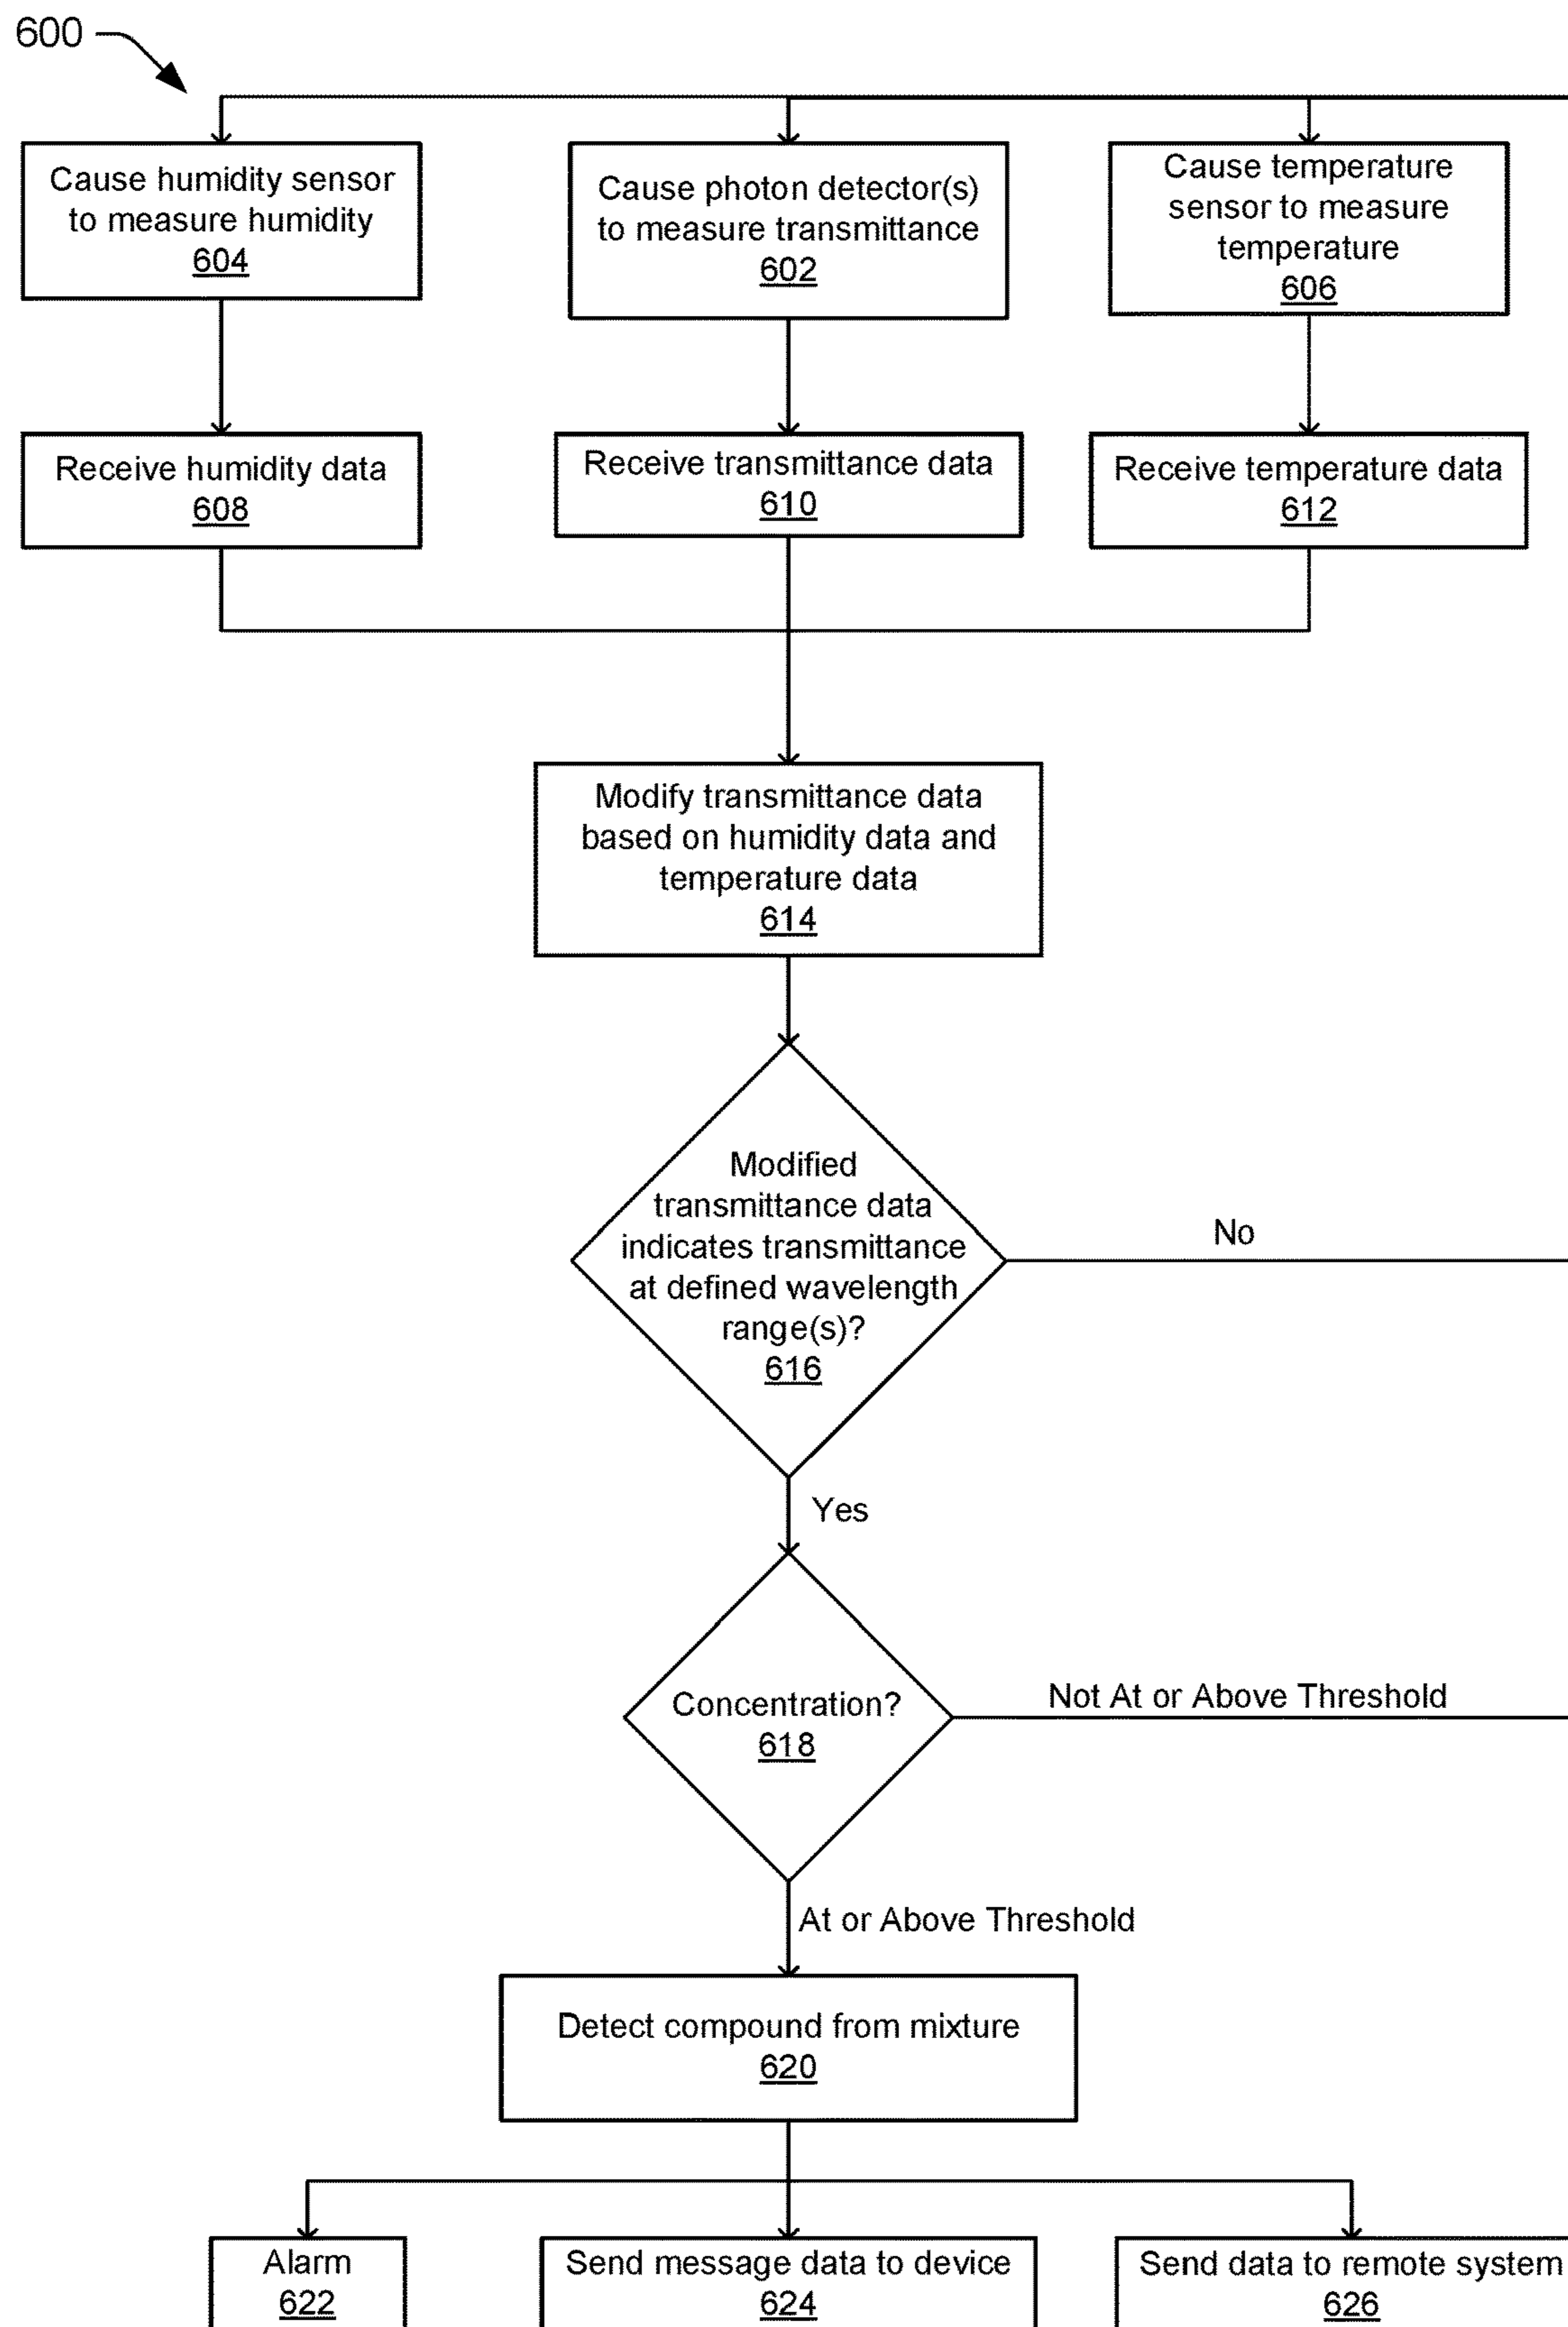 600
Cause humidity sensor
to measure humidity
604
Cause photon detector(s)
to measure transmittance
602
Cause temperature
sensor to measure
temperature
606
Receive humidity data
608
Receive transmittance data
610
Receive temperature data
612
Modify transmittance data
based on humidity data and
temperature data
614
Modified
transmittance data
indicates transmittance
at defined wavelength
range(s)?
616
No
Yes
Concentration?
618
Not At or Above Threshold
At or Above Threshold
Detect compound from mixture
620
Alarm
622
Send message data to device
624
Send data to remote system
626